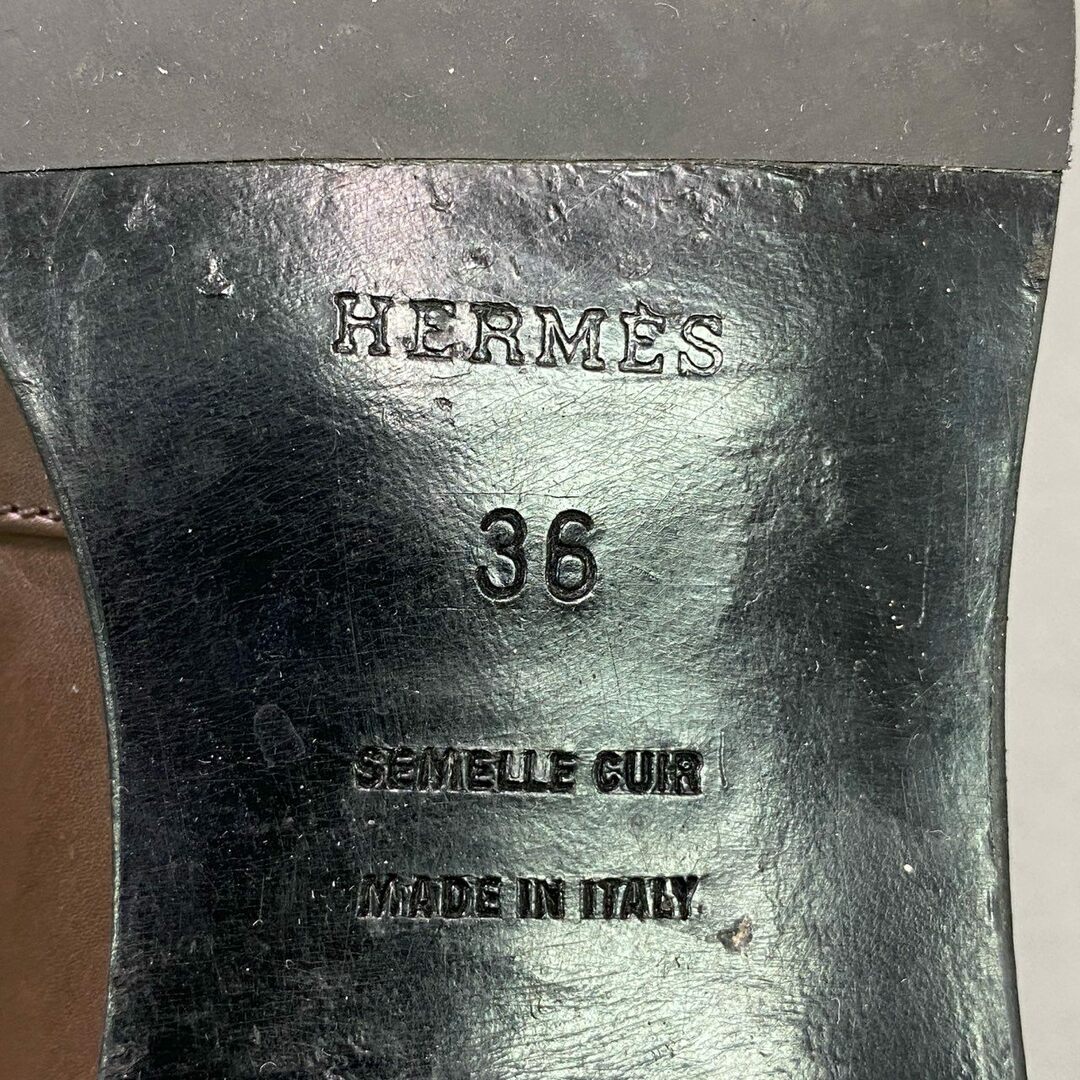 HERMÈS
36
SEMELLE CUIR
MADE IN ITALY